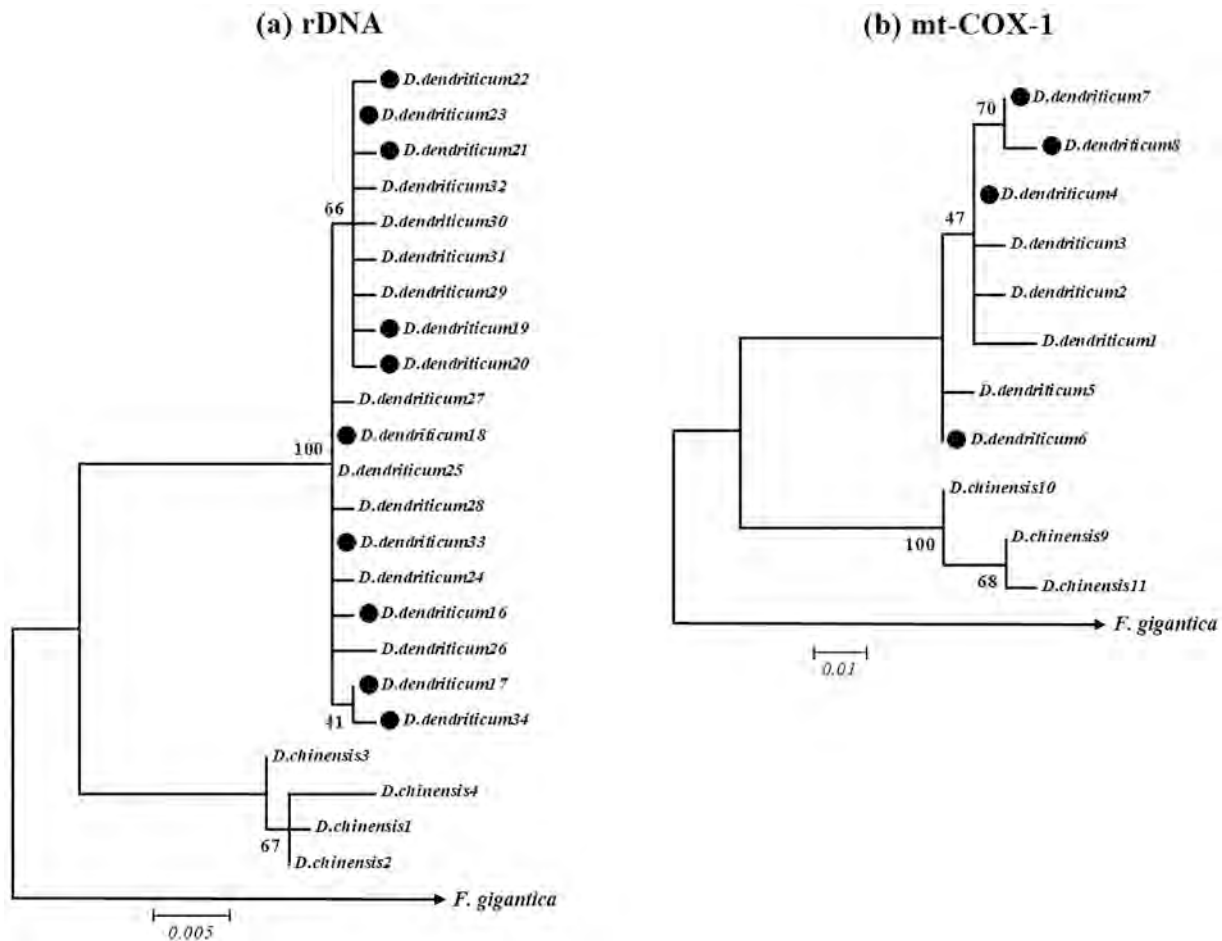 (a) rDNA
D.dendriticum22
D.dendriticum23
D.dendriticum21
D.dendriticum32
66
D.dendriticum30
D.dendriticum31
D.dendriticum29
D.dendriticum19
D.dendriticum20
D.dendriticum27
D.dendriticum18
100
D.dendriticum25
D.dendriticum28
D.dendriticum33
D.dendriticum24
D.dendriticum16
D.dendriticum26
D.dendriticum17
41
D.dendriticum34
D.chinensis3
D.chinensis4
D.chinensis1
67
D.chinensis2
F. gigantica
0.005
(b) mt-COX-1
D.dendriticum7
70
D.dendriticum8
D.dendriticum4
47
D.dendriticum3
D.dendriticum2
D.dendriticum1
D.dendriticum5
D.dendriticum6
D.chinensis10
D.chinensis9
100
68
D.chinensis11
F. gigantica
0.01